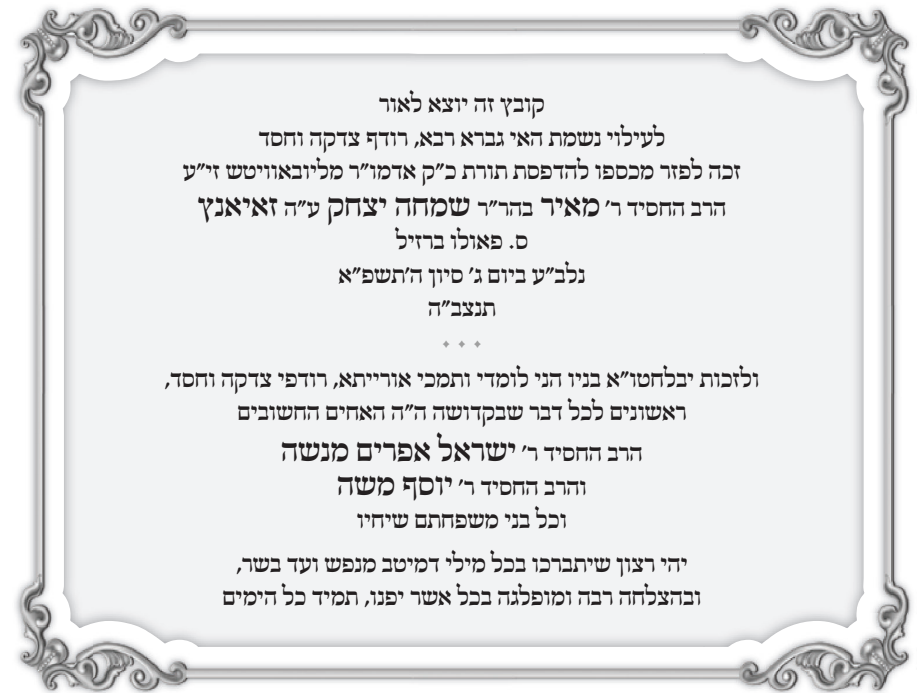 קובץ זה יוצא לאור
לעילוי נשמת האי גברא רבא, רודף צדקה וחסד
זכה לפזר מכספו להדפסת תורת כ״ק אדמו״ר מליובאוויטש זי״ע
הרב החסיד ר׳ מאיר בהר״ר שמחה יצחק ע״ה זאיאנץ
ס. פאולו ברזיל
נלב״ע ביום ג׳ סיון ה׳תשפ״א
תנצב״ה
ולזכות יבלחטו״א בניו הני לומדי ותמכי אורייתא, רודפי צדקה וחסד,
ראשונים לכל דבר שבקדושה ה״ה האחים החשובים
הרב החסיד ר׳ ישראל אפרים מנשה
והרב החסיד ר׳ יוסף משה
וכל בני משפחתם שיחיו
יהי רצון שיתברכו בכל מילי דמיטב מנפש ועד בשר,
ובהצלחה רבה ומופלגה בכל אשר יפנו, תמיד כל הימים